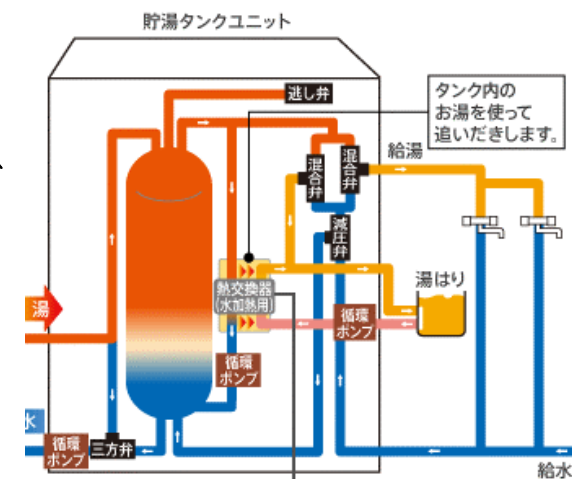 貯湯タンクユニット
逃し弁
タンク内の
お湯を使って
追いだきします。
給湯
混合弁
混合弁
減圧弁
湯はり
熱交換器
(水加熱用)
湯
循環
ポンプ
循環
ポンプ
水
循環
ポンプ
三方弁
給水